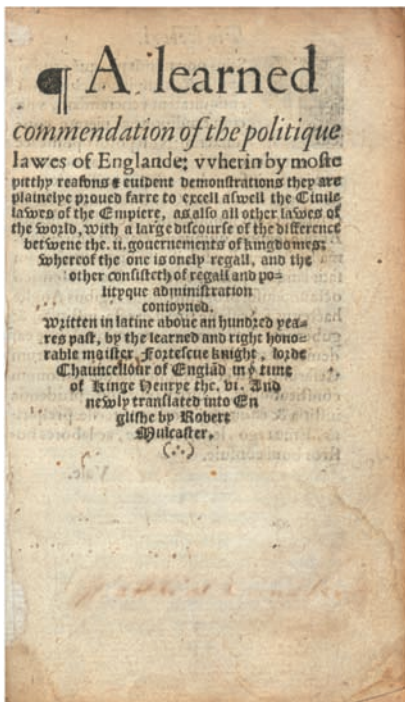 ¶ A learned
commendation of the politique
lawes of Englande: vvherin by moste
pitthy reasons & euident demonstrations they are
plainelye proued farre to excell aswell the Ciuile
lawes of the Empiere, as also all other lawes of
the world, with a large discourse of the difference
betwene the. ii. gouernements of kingdomes:
whereof the one is onely regall, and the
other consisteth of regall and po-
lityque administration
conioyned.
Written in latine aboue an hundred yea-
res past, by the learned and right hono-
rable maister Fortescue knight, lorde
Chauncellour of Englād in yͤ time
of Kinge Henrye the. vi. And
newly translated into En
glishe by Robert
Mulcaster.
(∴)